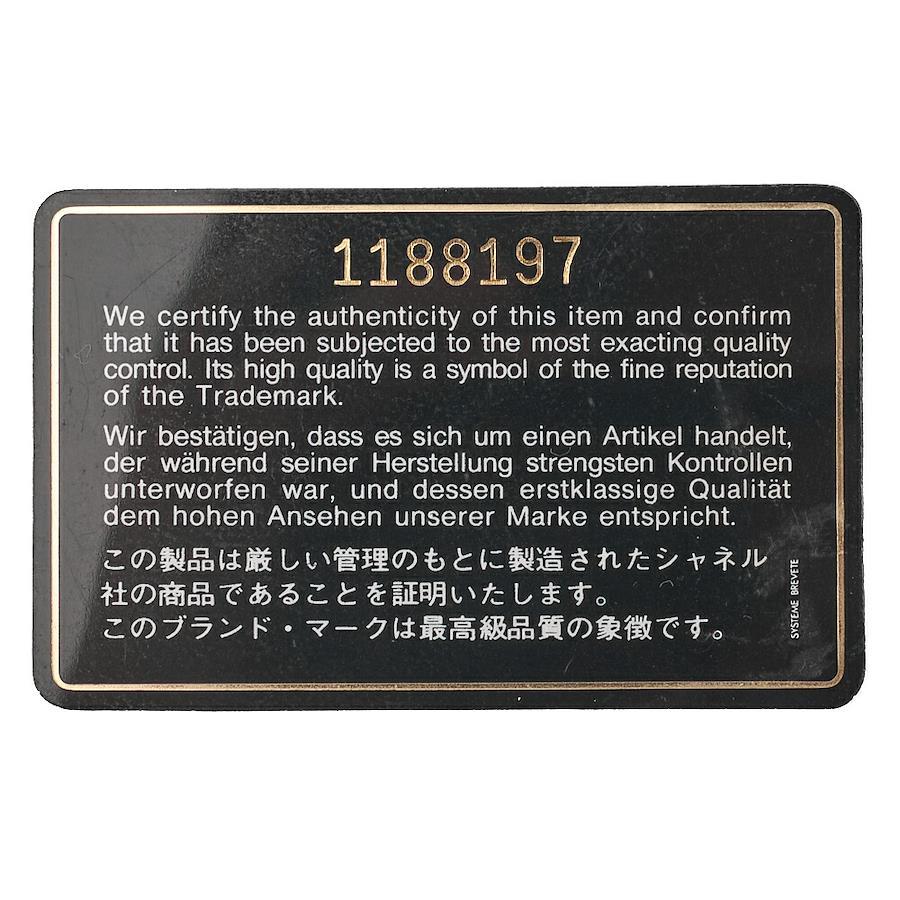 1188197
We certify the authenticity of this item and confirm
that it has been subjected to the most exacting quality
control. Its high quality is a symbol of the fine reputation
of the Trademark.
Wir bestätigen, dass es sich um einen Artikel handelt,
der während seiner Herstellung strengsten Kontrollen
unterworfen war, und dessen erstklassige Qualität
dem hohen Ansehen unserer Marke entspricht.
この製品は厳しい管理のもとに製造されたシャネル
社の商品であることを証明いたします。
このブランド・マークは最高級品質の象徴です。
SYSTEME BREVETE